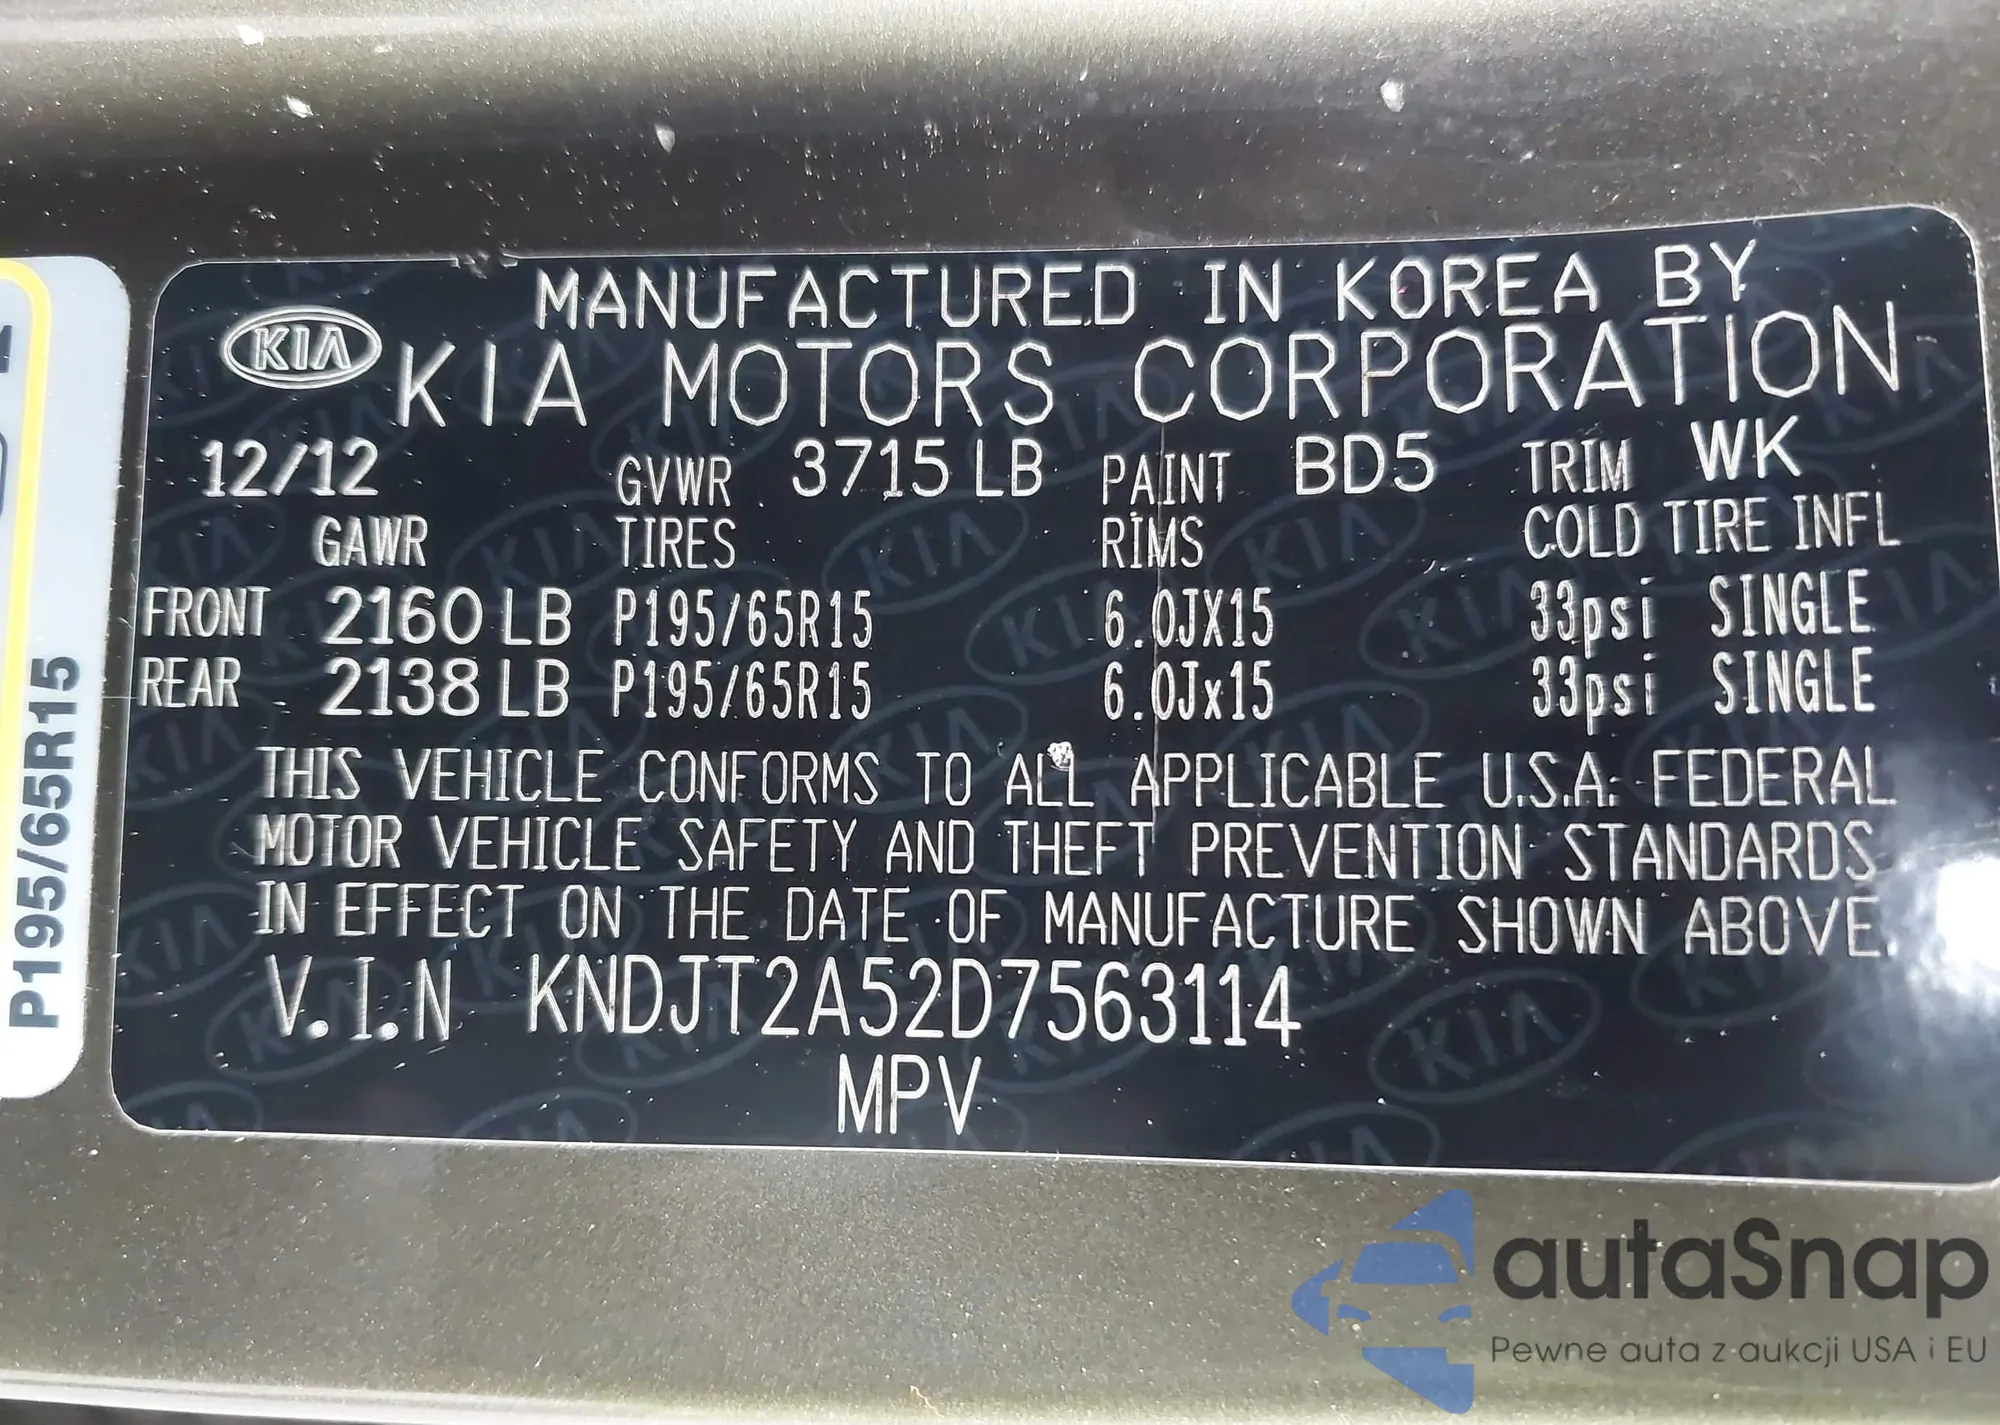 MANUFACTURED IN KOREA BY
KIA KIA MOTORS CORPORATION
12/12 GVWR 3715 LB PAINT BD5 TRIM WK
GAWR TIRES RIMS COLD TIRE INFL
FRONT 2160 LB P195/65R15 6.0JX15 33psi SINGLE
REAR 2138 LB P195/65R15 6.0Jx15 33psi SINGLE
THIS VEHICLE CONFORMS TO ALL APPLICABLE U.S.A. FEDERAL
MOTOR VEHICLE SAFETY AND THEFT PREVENTION STANDARDS
IN EFFECT ON THE DATE OF MANUFACTURE SHOWN ABOVE.
V.I.N KNDJT2A52D7563114
MPV
P195/65R15
autaSnap
Pewne auta z aukcji USA i EU